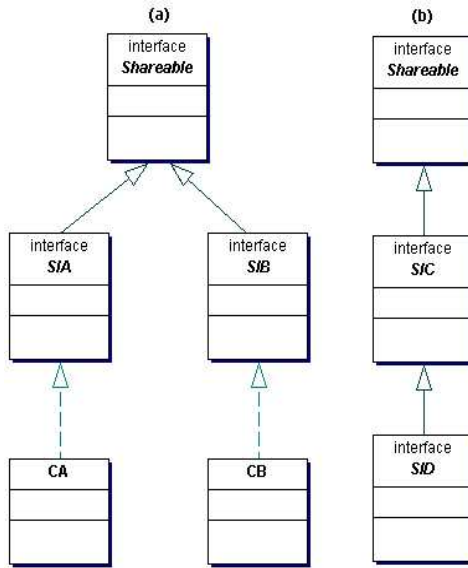 (a)
interface
Shareable
interface
SIA
interface
SIB
CA
CB
(b)
interface
Shareable
interface
SIC
interface
SID